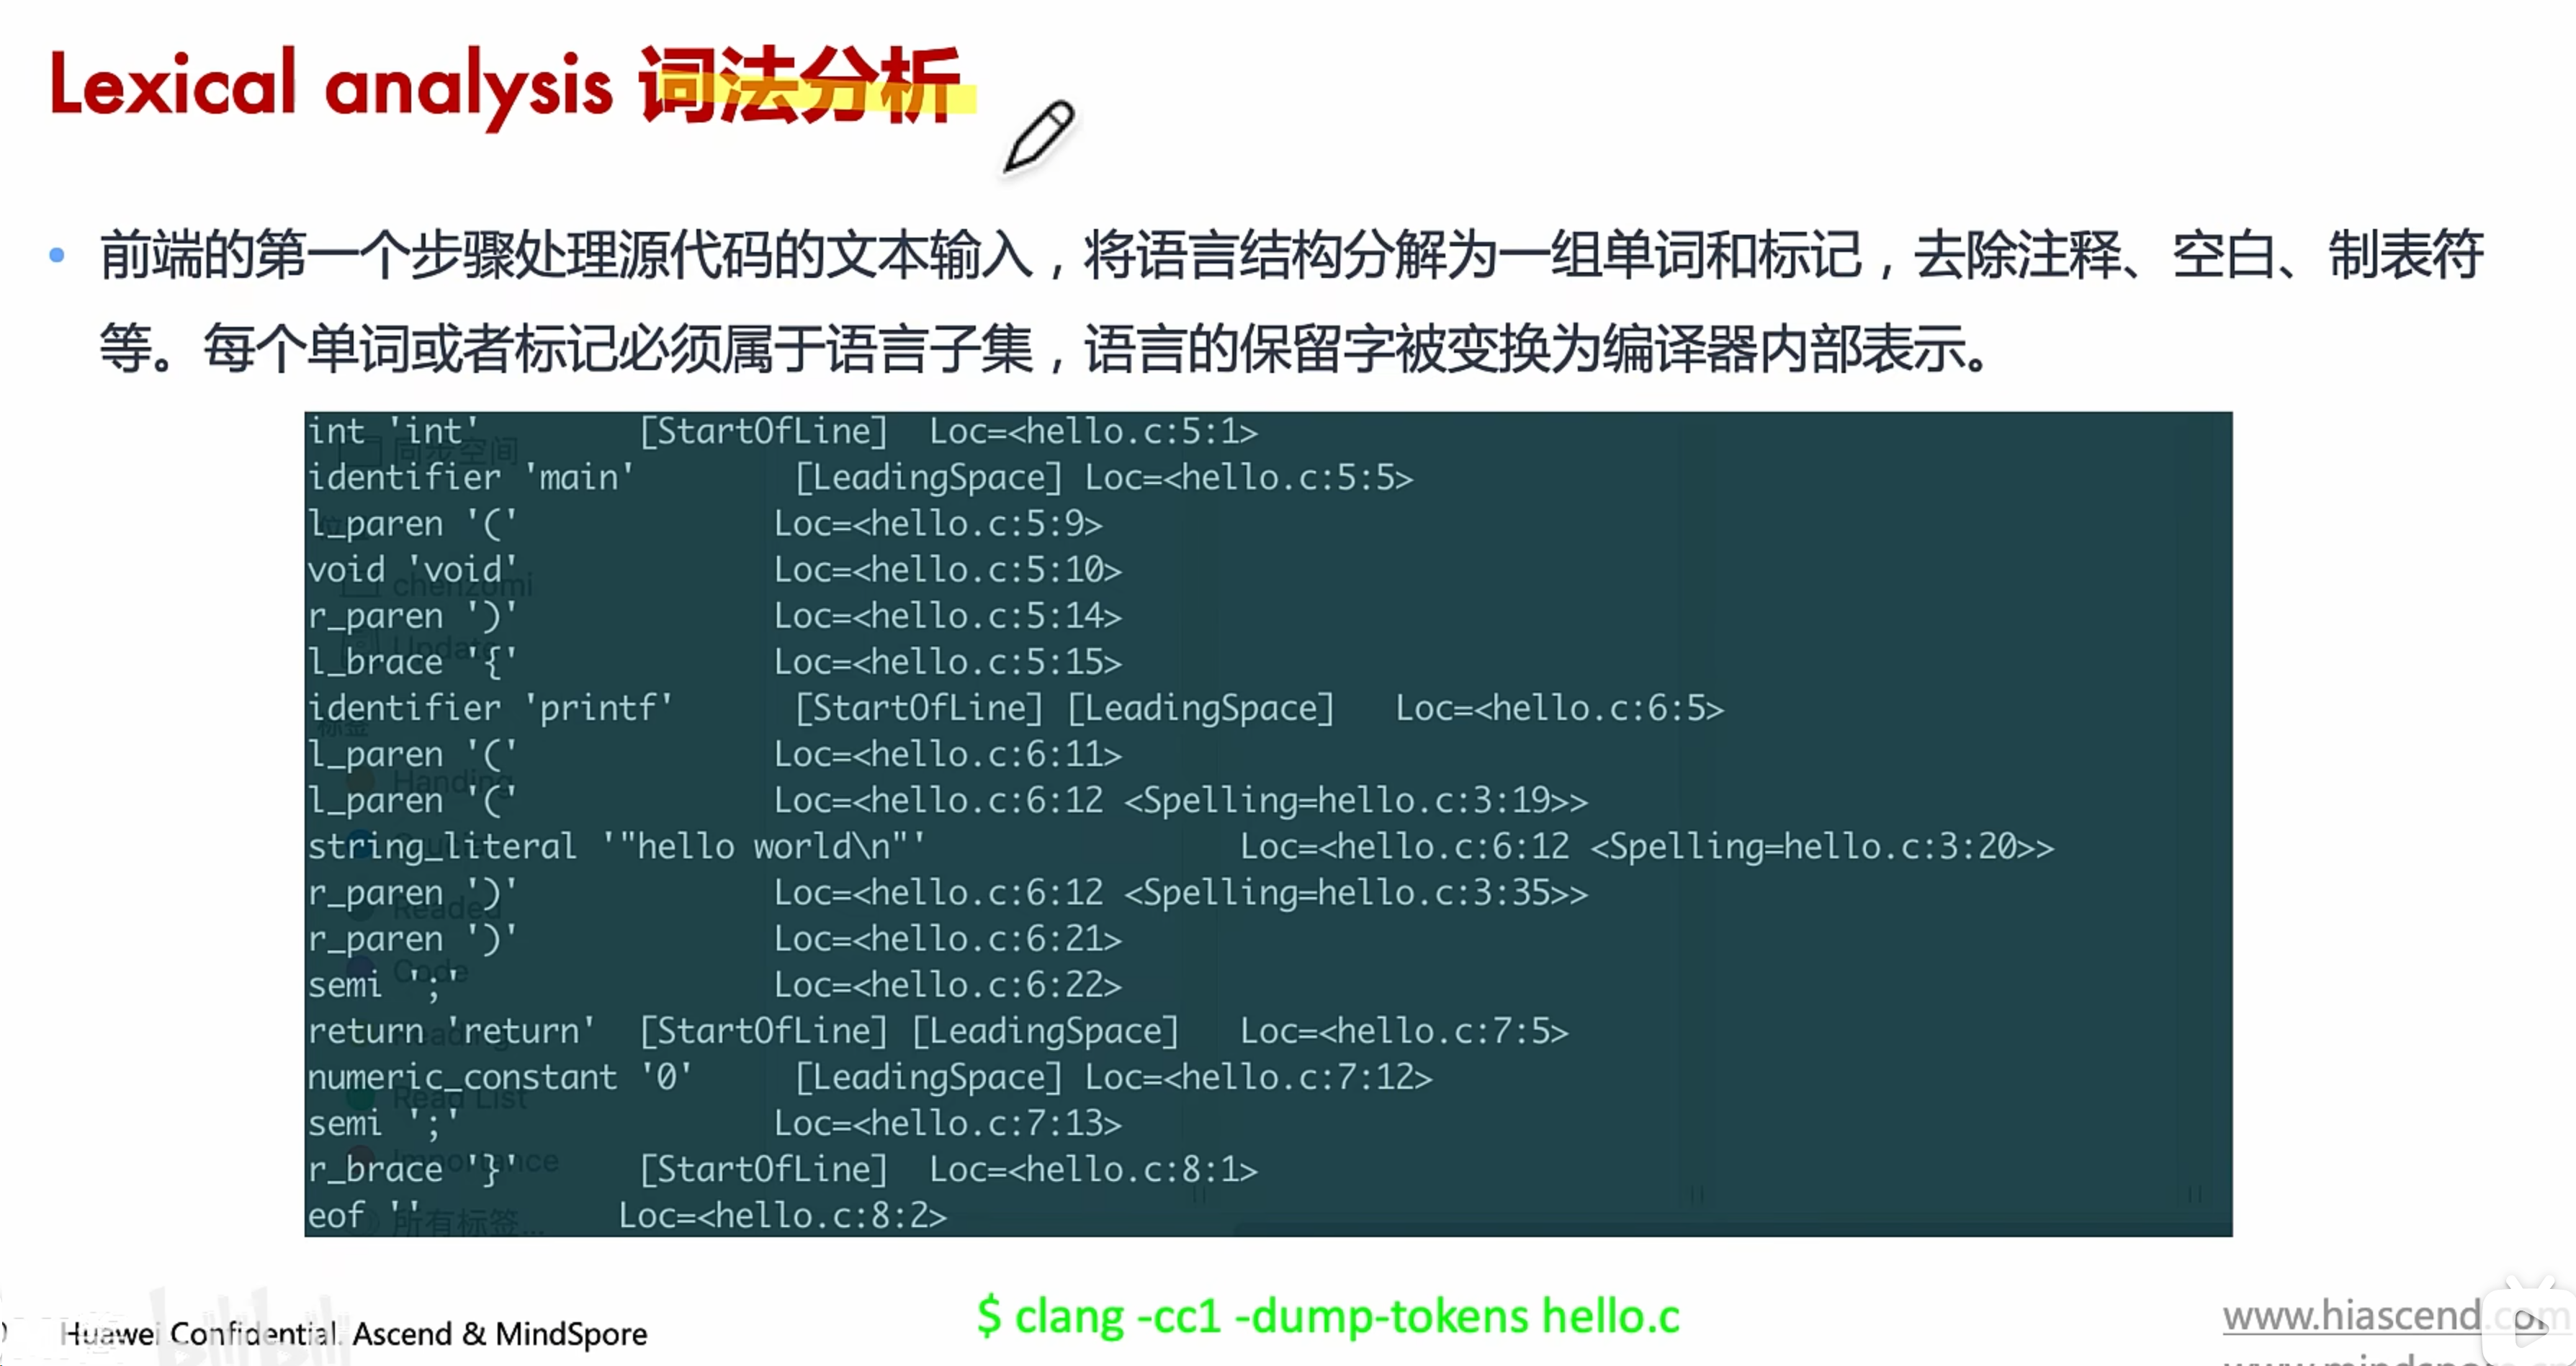 Lexical analysis 词法分析
• 前端的第一个步骤处理源代码的文本输入，将语言结构分解为一组单词和标记，去除注释、空白、制表符
等。每个单词或者标记必须属于语言子集，语言的保留字被变换为编译器内部表示。
int 'int' [StartOfLine] Loc=<hello.c:5:1>
identifier 'main' [LeadingSpace] Loc=<hello.c:5:5>
l_paren '(' Loc=<hello.c:5:9>
void 'void' Loc=<hello.c:5:10>
r_paren ')' Loc=<hello.c:5:14>
l_brace '{' Loc=<hello.c:5:15>
identifier 'printf' [StartOfLine] [LeadingSpace] Loc=<hello.c:6:5>
l_paren '(' Loc=<hello.c:6:11>
l_paren '(' Loc=<hello.c:6:12 <Spelling=hello.c:3:19>>
string_literal '"hello world\n"' Loc=<hello.c:6:12 <Spelling=hello.c:3:20>>
r_paren ')' Loc=<hello.c:6:12 <Spelling=hello.c:3:35>>
r_paren ')' Loc=<hello.c:6:21>
semi ';' Loc=<hello.c:6:22>
return 'return' [StartOfLine] [LeadingSpace] Loc=<hello.c:7:5>
numeric_constant '0' [LeadingSpace] Loc=<hello.c:7:12>
semi ';' Loc=<hello.c:7:13>
r_brace '}' [StartOfLine] Loc=<hello.c:8:1>
eof '' Loc=<hello.c:8:2>
$ clang -cc1 -dump-tokens hello.c
Huawei Confidential. Ascend & MindSpore
www.hiascend.com